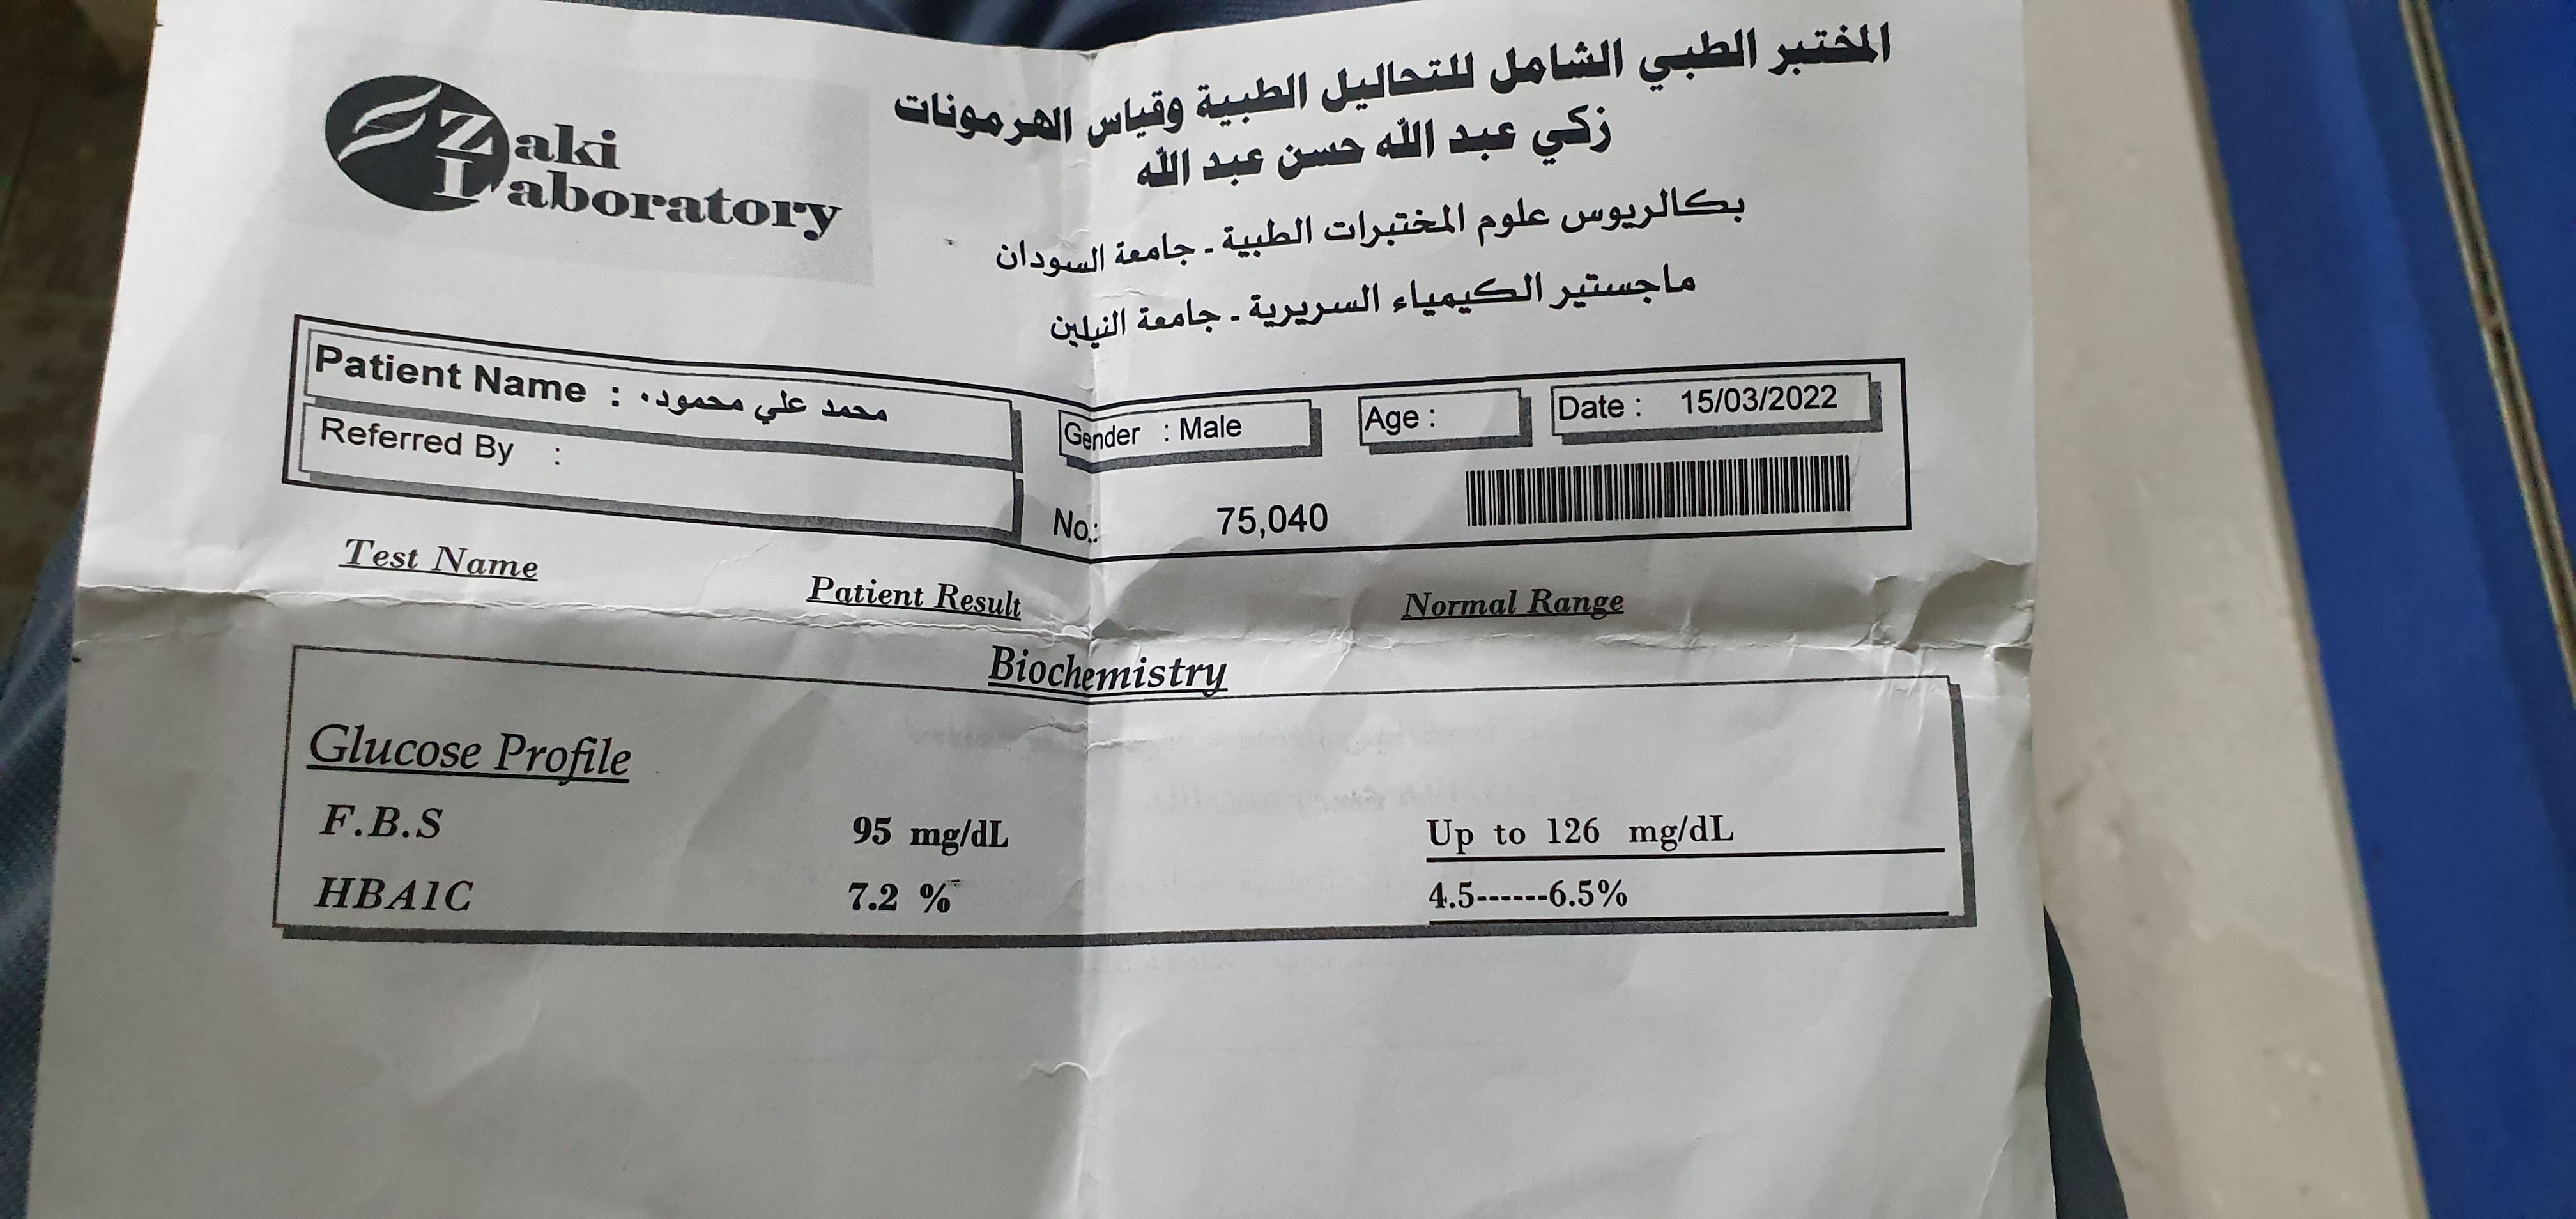 Zaki
Laboratory
المختبر الطبي الشامل للتحاليل الطبية وقياس الهرمونات
زكي عبد الله حسن عبد الله
بكالريوس علوم المختبرات الطبية - جامعة السودان
ماجستير الكيمياء السريرية - جامعة النيلين
Patient Name : محمد علي محمود٠
Gender : Male
Age :
Date : 15/03/2022
Referred By :
No.: 75,040
Test Name Patient Result Normal Range
Biochemistry
Glucose Profile
F.B.S 95 mg/dL Up to 126 mg/dL
HBA1C 7.2 % 4.5------6.5%